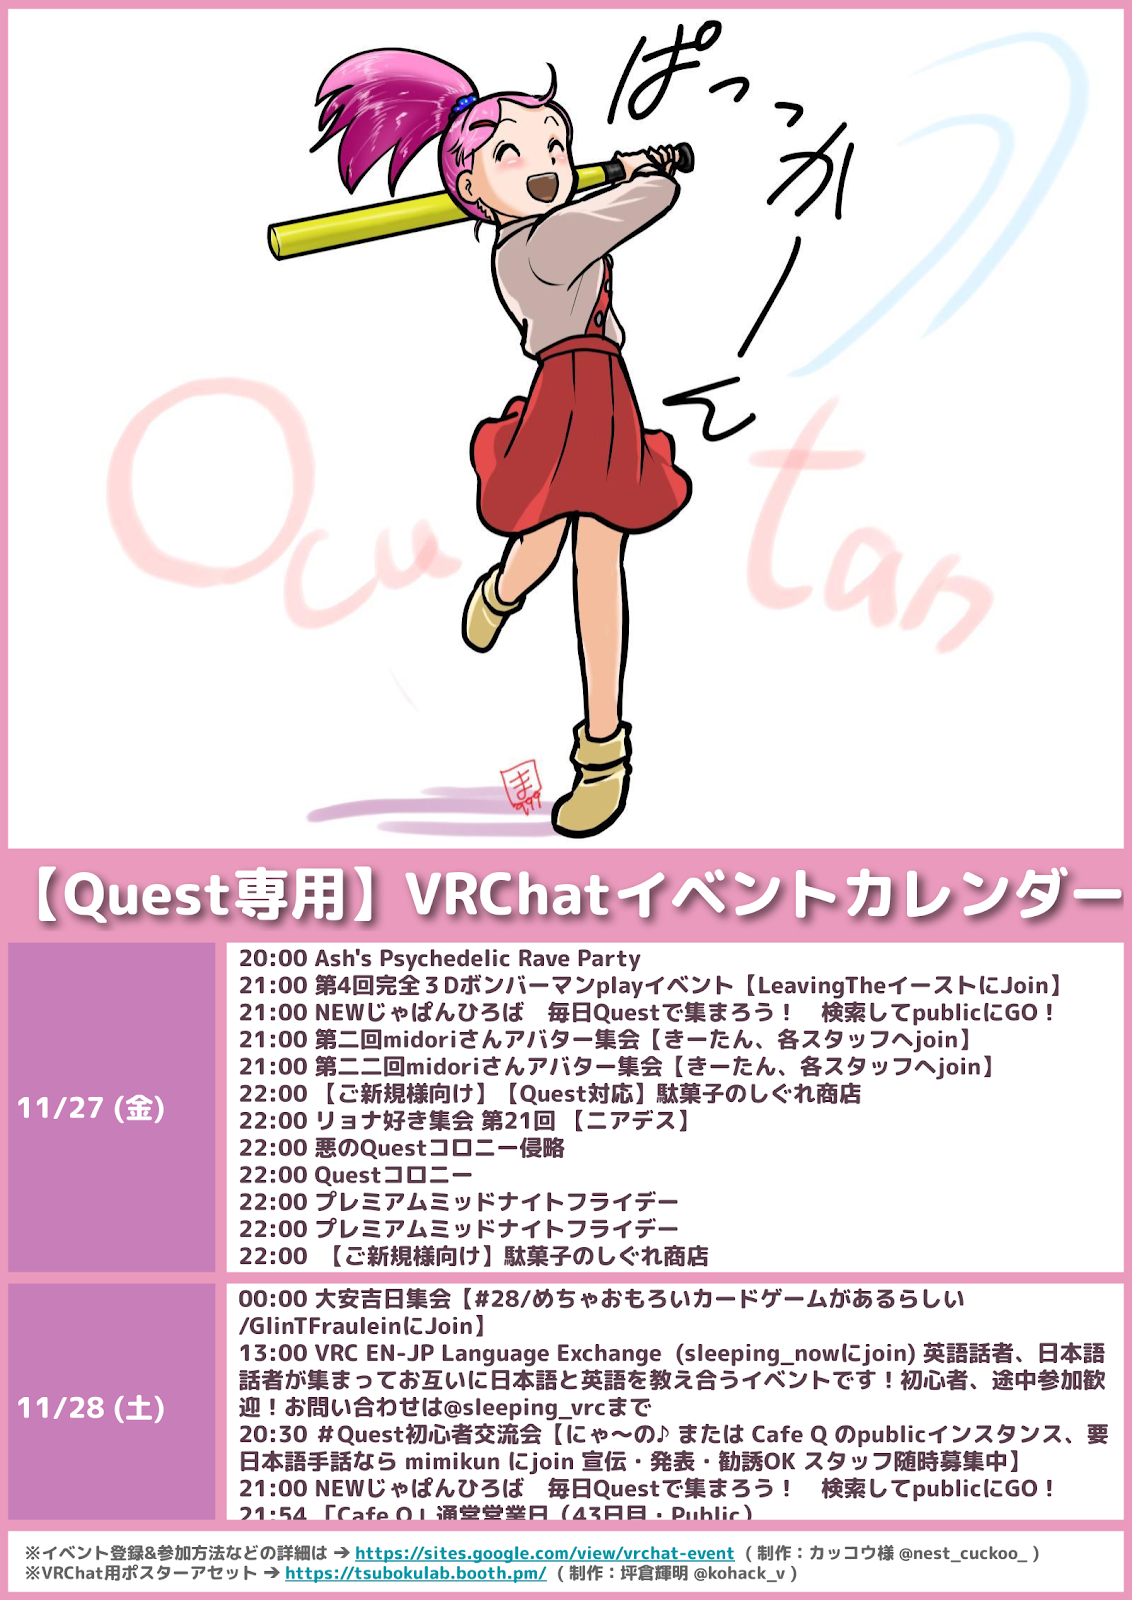 ぱっっかーん
Qcu tan
ま
999
【Quest専用】VRChatイベントカレンダー
11/27 (金)
20:00 Ash's Psychedelic Rave Party
21:00 第4回完全３Dボンバーマンplayイベント【LeavingTheイーストにJoin】
21:00 NEWじゃぱんひろば　毎日Questで集まろう！　検索してpublicにGO！
21:00 第二回midoriさんアバター集会【きーたん、各スタッフへjoin】
21:00 第二二回midoriさんアバター集会【きーたん、各スタッフへjoin】
22:00 【ご新規様向け】【Quest対応】駄菓子のしぐれ商店
22:00 リョナ好き集会 第21回 【ニアデス】
22:00 悪のQuestコロニー侵略
22:00 Questコロニー
22:00 プレミアムミッドナイトフライデー
22:00 プレミアムミッドナイトフライデー
22:00 【ご新規様向け】駄菓子のしぐれ商店
11/28 (土)
00:00 大安吉日集会【#28/めちゃおもろいカードゲームがあるらしい
/GlinTFrauleinにJoin】
13:00 VRC EN-JP Language Exchange (sleeping_nowにjoin) 英語話者、日本語
話者が集まってお互いに日本語と英語を教え合うイベントです！初心者、途中参加歓
迎！お問い合わせは@sleeping_vrcまで
20:30 ＃Quest初心者交流会【にゃ～の♪ または Cafe Q のpublicインスタンス、要
日本語手話なら mimikun にjoin 宣伝・発表・勧誘OK スタッフ随時募集中】
21:00 NEWじゃぱんひろば　毎日Questで集まろう！　検索してpublicにGO！
21:54 「Cafe Q」通常営業日（43日目・Public）
※イベント登録&参加方法などの詳細は ➔ https://sites.google.com/view/vrchat-event （制作：カッコウ様 @nest_cuckoo_ ）
※VRChat用ポスターアセット ➔ https://tsubokulab.booth.pm/ （制作：坪倉輝明 @kohack_v ）